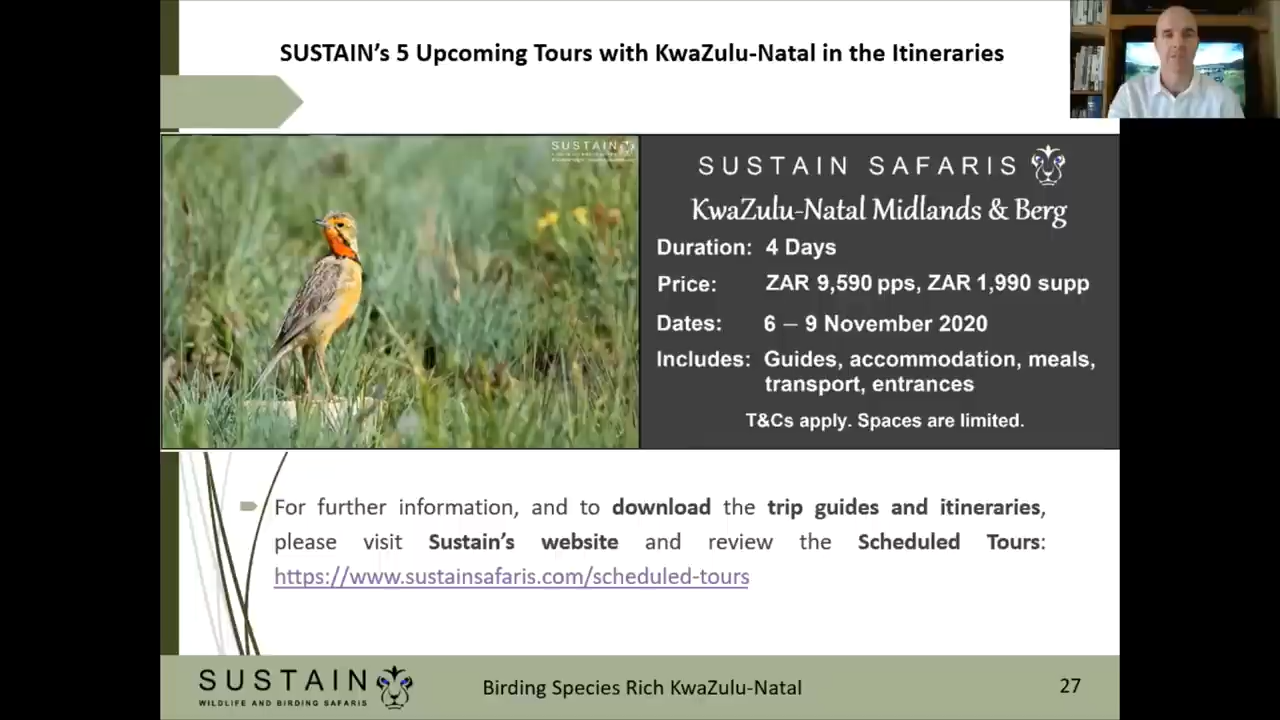 SUSTAIN's 5 Upcoming Tours with KwaZulu-Natal in the Itineraries
SUSTAIN
SUSTAIN SAFARIS
KwaZulu-Natal Midlands & Berg
Duration: 4 Days
Price: ZAR 9,590 pps, ZAR 1,990 supp
Dates: 6 – 9 November 2020
Includes: Guides, accommodation, meals,
transport, entrances
T&Cs apply. Spaces are limited.
For further information, and to download the trip guides and itineraries,
please visit Sustain's website and review the Scheduled Tours:
https://www.sustainsafaris.com/scheduled-tours
SUSTAIN
WILDLIFE AND BIRDING SAFARIS
Birding Species Rich KwaZulu-Natal
27